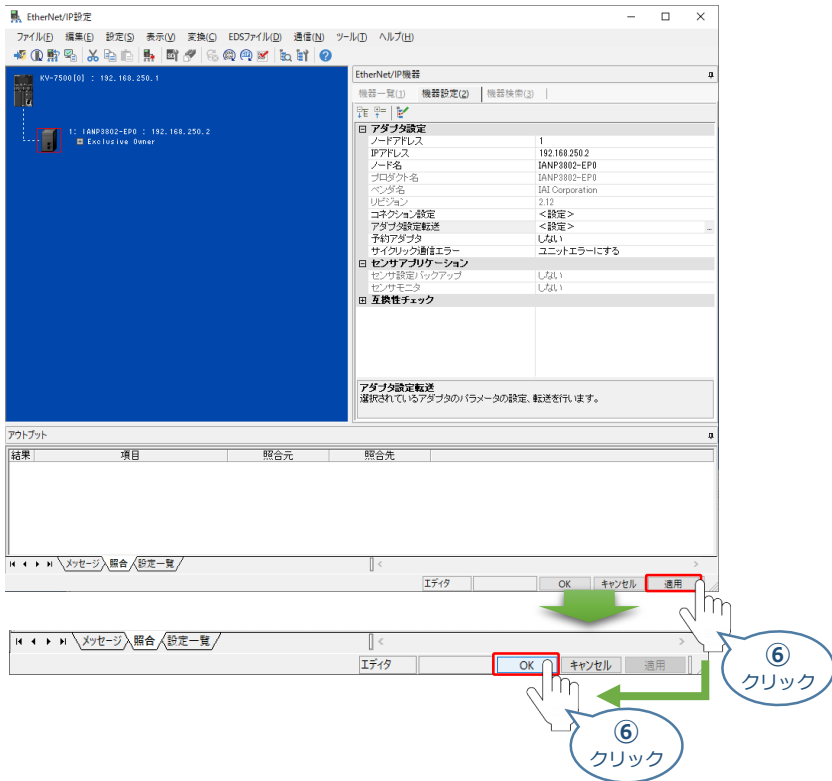 EtherNet/IP設定
ファイル(F) 編集(E) 設定(S) 表示(V) 変換(C) EDSファイル(D) 通信(N) ツール(T) ヘルプ(H)
KV-7500[0] : 192.168.250.1
1: IANP3802-EP0 : 192.168.250.2
Exclusive Owner
EtherNet/IP機器
機器一覧(1) 機器設定(2) 機器検索(3)
アダプタ設定
ノードアドレス 1
IPアドレス 192.168.250.2
ノード名 IANP3802-EP0
プロダクト名 IANP3802-EP0
ベンダ名 IAI Corporation
リビジョン 2.12
コネクション設定 <設定>
アダプタ設定転送 <設定> ...
予約アダプタ しない
サイクリック通信エラー ユニットエラーにする
センサアプリケーション
センサ設定バックアップ しない
センサモニタ しない
互換性チェック
アダプタ設定転送
選択されているアダプタのパラメータの設定、転送を行います。
アウトプット
結果 項目 照合元 照合先
メッセージ 照合 設定一覧
エディタ OK キャンセル 適用
メッセージ 照合 設定一覧
エディタ OK キャンセル 適用
⑥
クリック
⑥
クリック